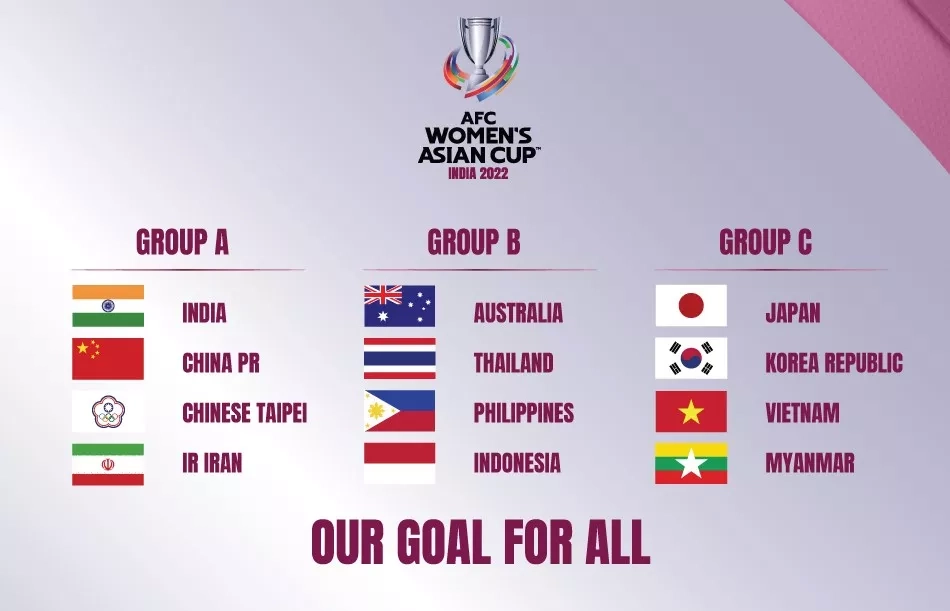 AFC
WOMEN'S
ASIAN CUP™
INDIA 2022
GROUP A
INDIA
CHINA PR
CHINESE TAIPEI
IR IRAN
GROUP B
AUSTRALIA
THAILAND
PHILIPPINES
INDONESIA
GROUP C
JAPAN
KOREA REPUBLIC
VIETNAM
MYANMAR
OUR GOAL FOR ALL